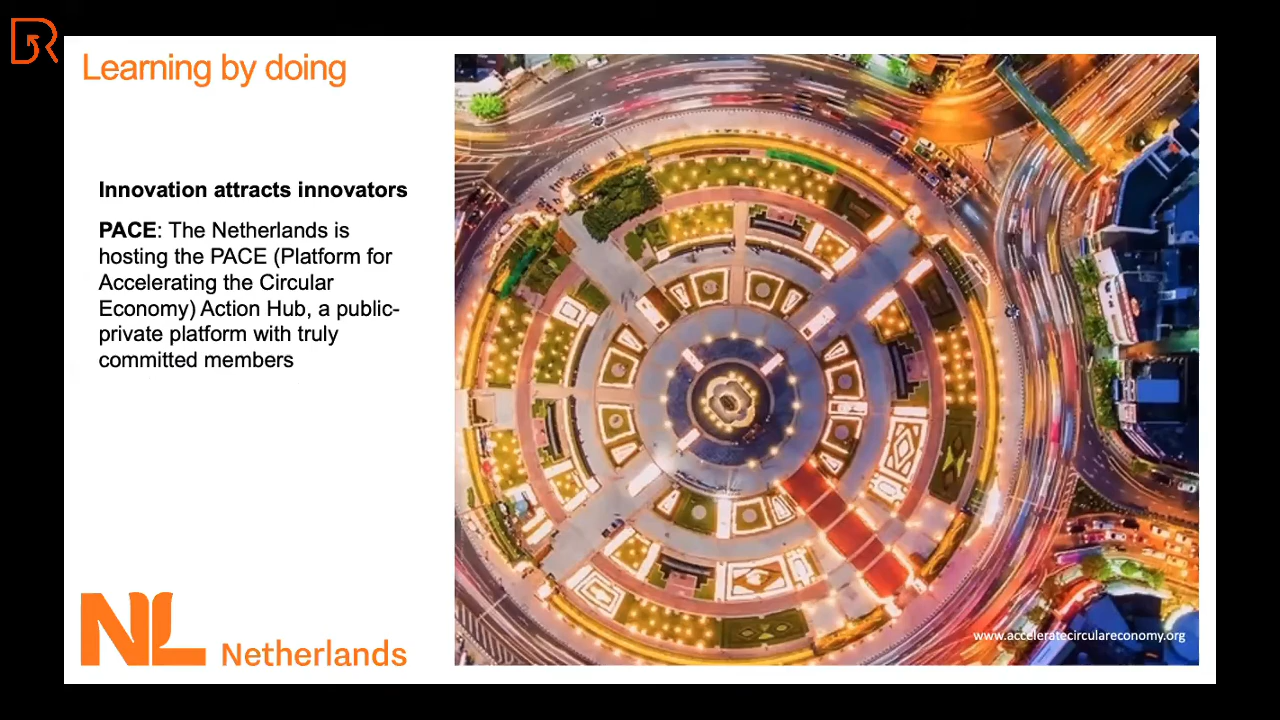 Learning by doing
Innovation attracts innovators
PACE: The Netherlands is
hosting the PACE (Platform for
Accelerating the Circular
Economy) Action Hub, a public-
private platform with truly
committed members
NL Netherlands
www.acceleratecirculareconomy.org